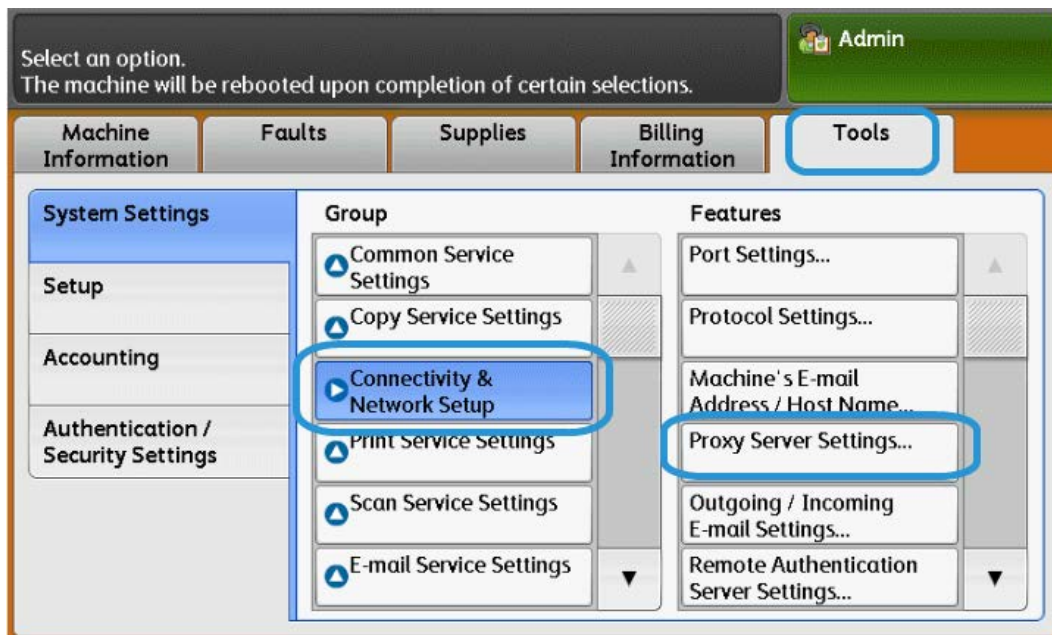 Select an option.
The machine will be rebooted upon completion of certain selections.
Admin
Machine
Information
Faults
Supplies
Billing
Information
Tools
System Settings
Setup
Accounting
Authentication /
Security Settings
Group
Common Service
Settings
Copy Service Settings
Connectivity &
Network Setup
Print Service Settings
Scan Service Settings
E-mail Service Settings
Features
Port Settings...
Protocol Settings...
Machine's E-mail
Address / Host Name...
Proxy Server Settings...
Outgoing / Incoming
E-mail Settings...
Remote Authentication
Server Settings...